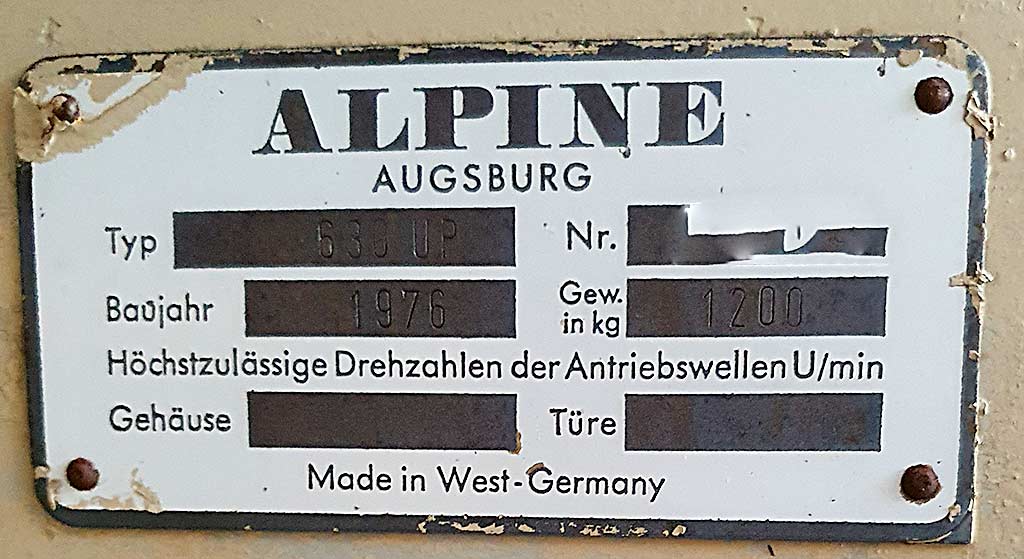 ALPINE
AUGSBURG
Typ 630 UP Nr.
Baujahr 1976 Gew. in kg 1200
Höchstzulässige Drehzahlen der Antriebswellen U/min
Gehäuse Türe
Made in West-Germany